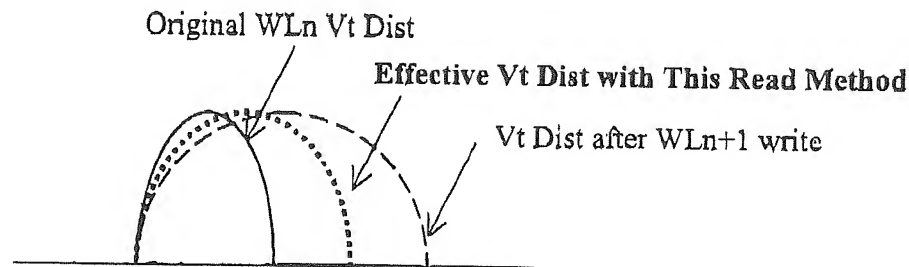 Original WLn Vt Dist
Effective Vt Dist with This Read Method
Vt Dist after WLn+1 write